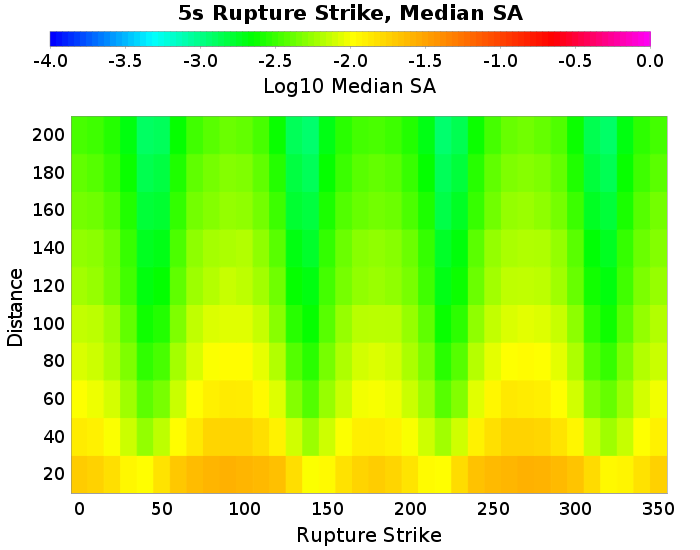 5s Rupture Strike, Median SA
-4.0 -3.5 -3.0 -2.5 -2.0 -1.5 -1.0 -0.5 0.0
Log10 Median SA
200
180
160
140
120
100
80
60
40
20
Distance
0 50 100 150 200 250 300 350
Rupture Strike